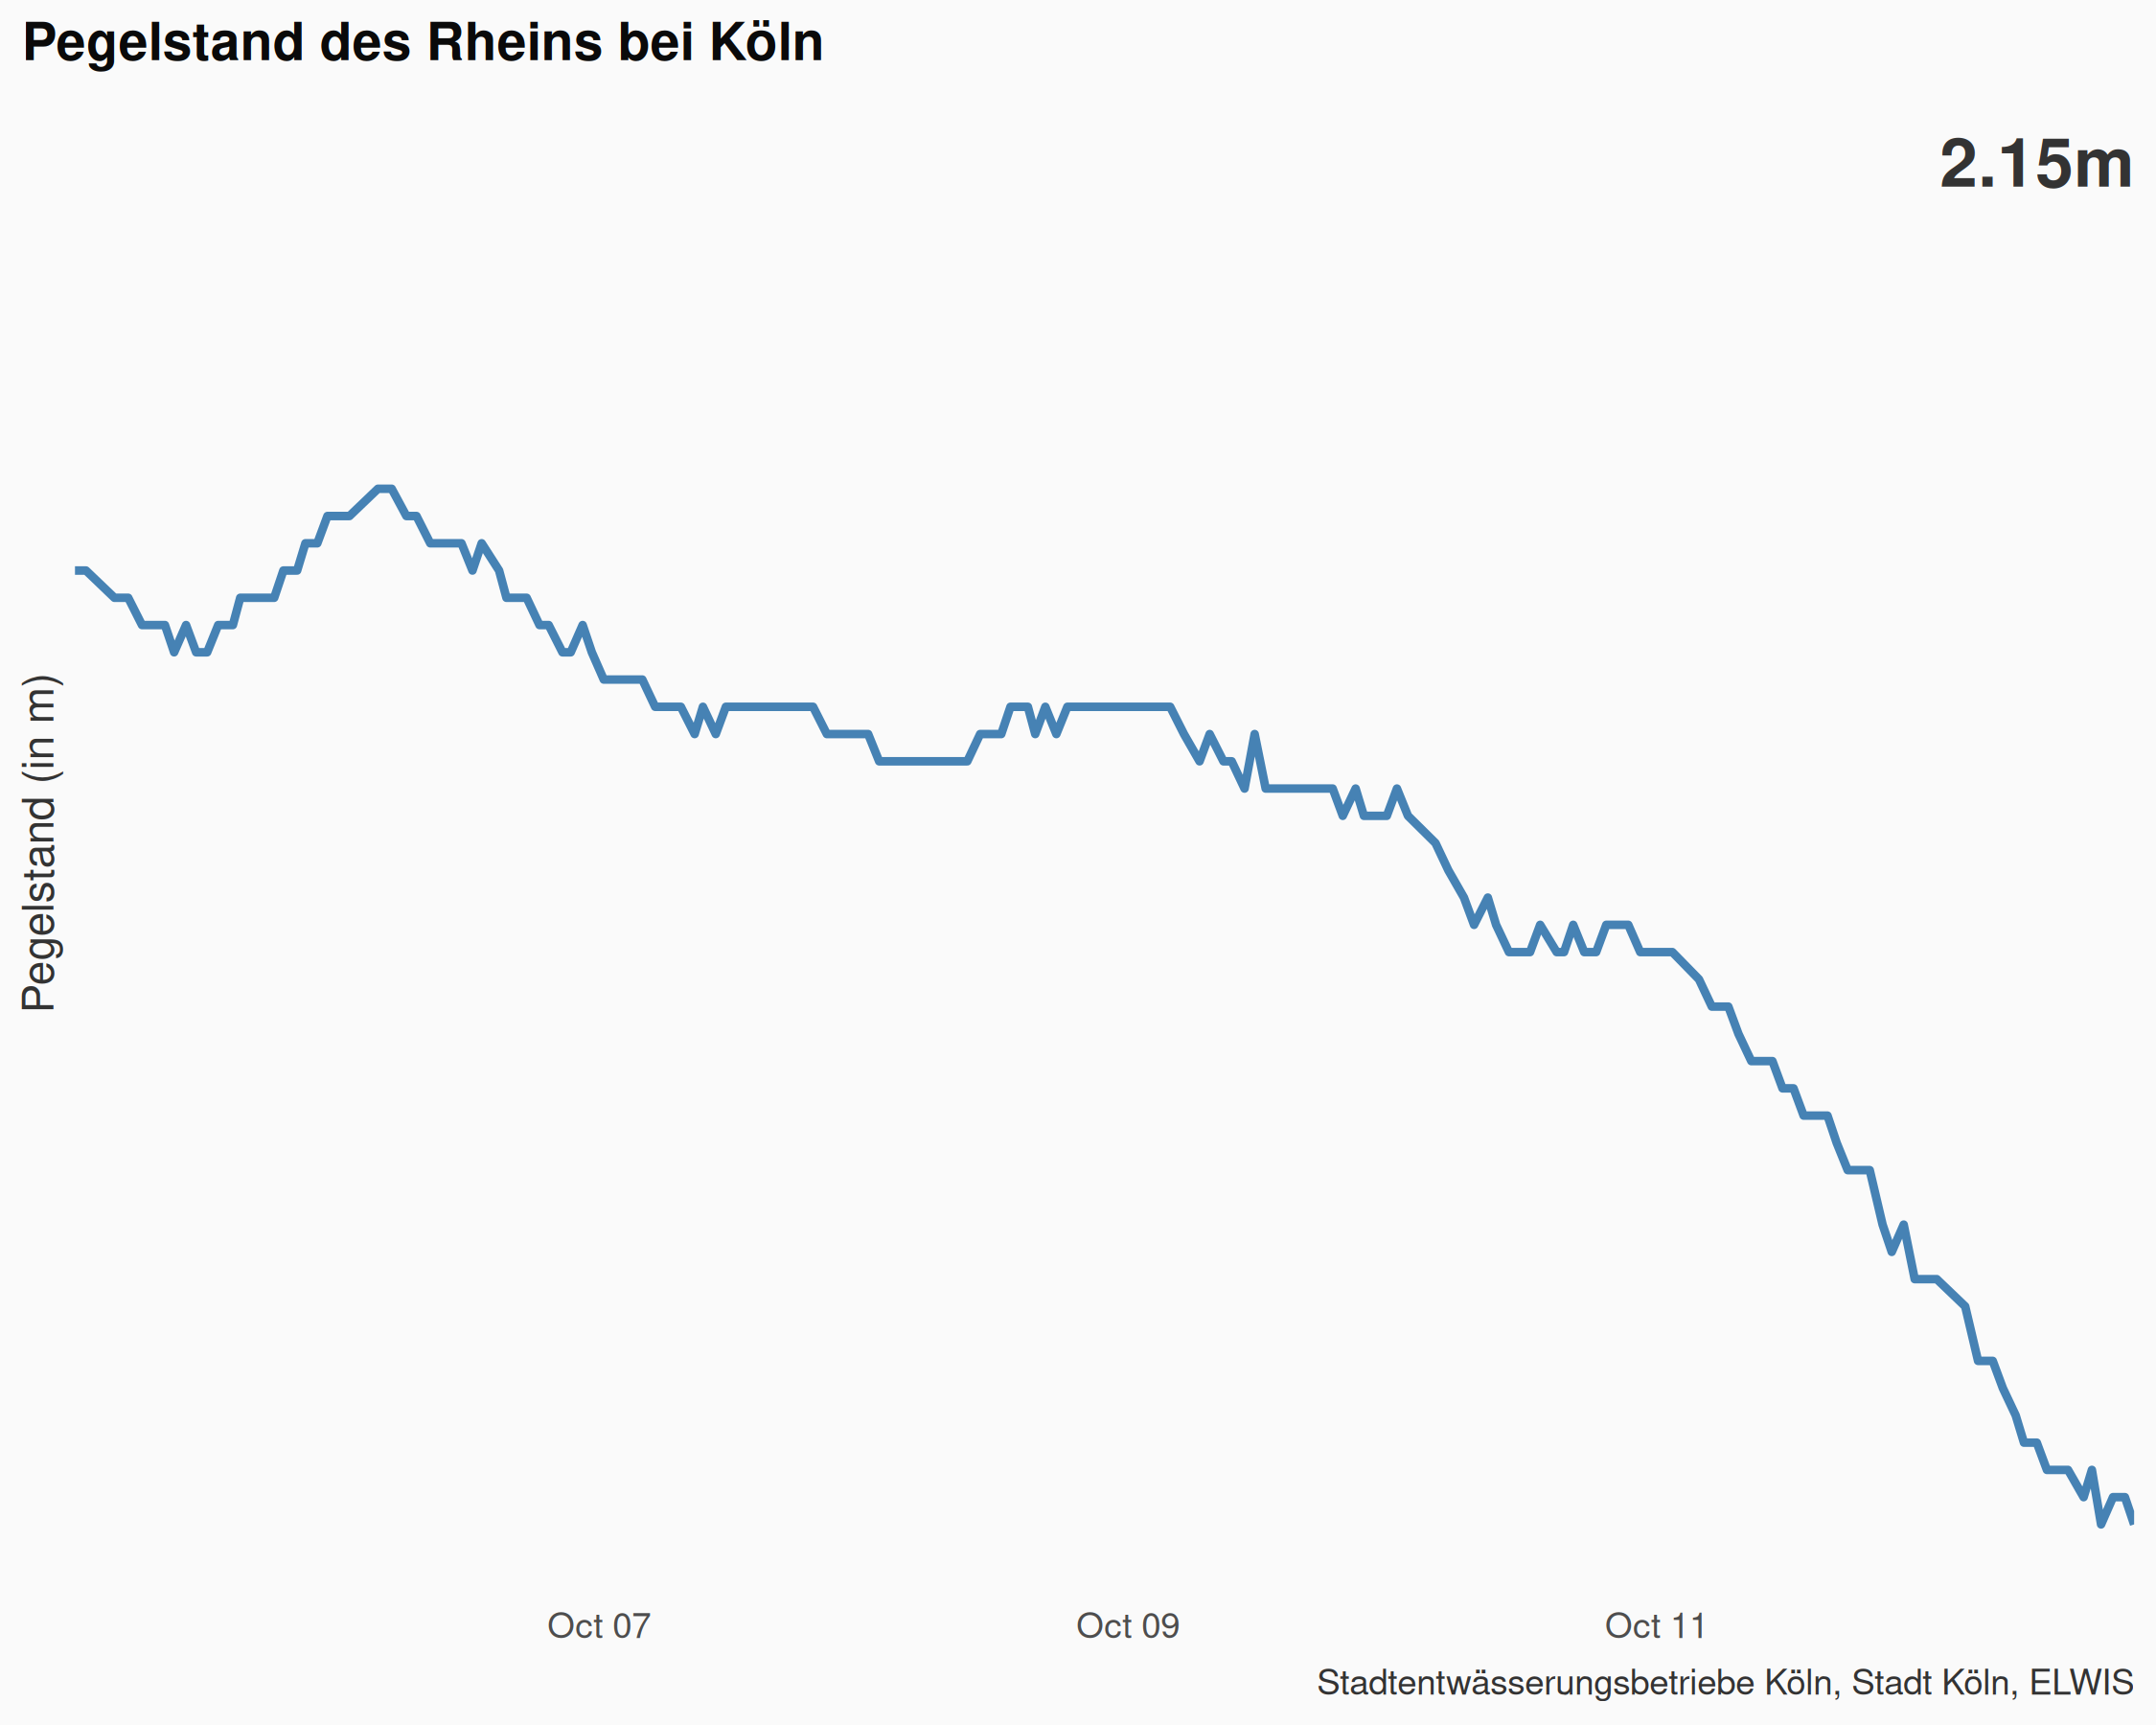 Pegelstand des Rheins bei Köln
2.15m
Pegelstand (in m)
Oct 07
Oct 09
Oct 11
Stadtentwässerungsbetriebe Köln, Stadt Köln, ELWIS